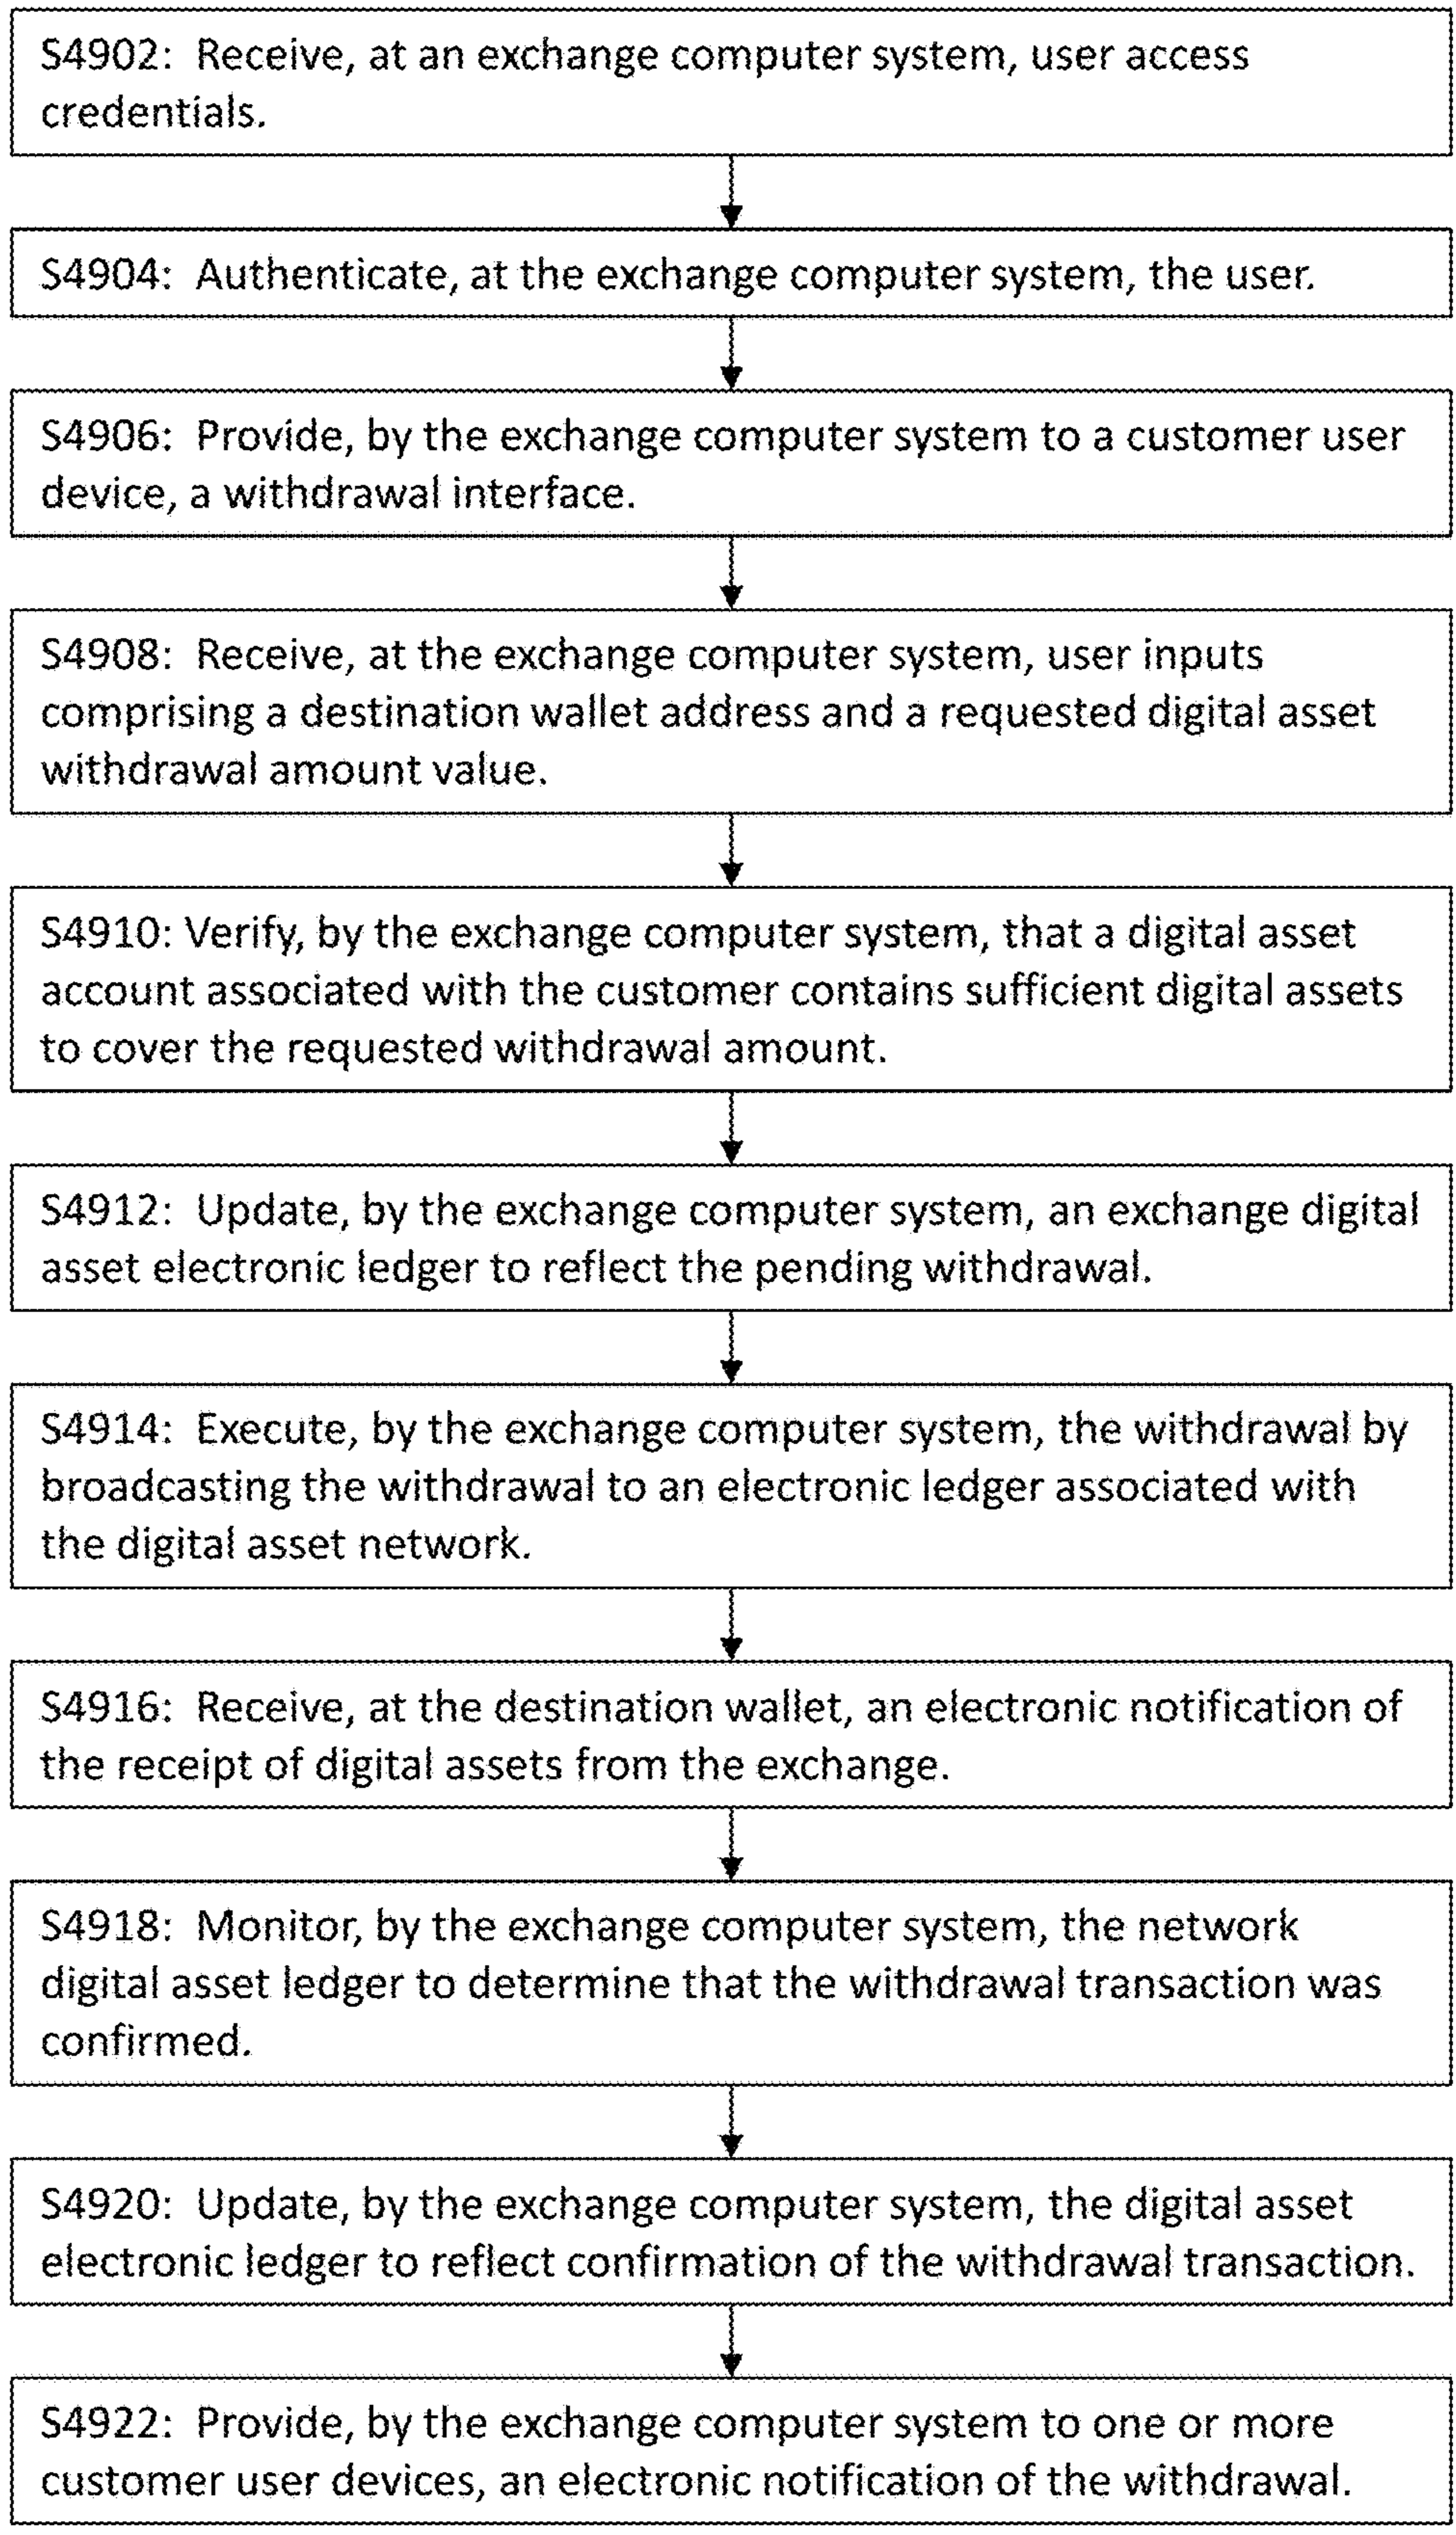 S4902: Receive, at an exchange computer system, user access
credentials.
S4904: Authenticate, at the exchange computer system, the user.
S4906: Provide, by the exchange computer system to a customer user
device, a withdrawal interface.
S4908: Receive, at the exchange computer system, user inputs
comprising a destination wallet address and a requested digital asset
withdrawal amount value.
S4910: Verify, by the exchange computer system, that a digital asset
account associated with the customer contains sufficient digital assets
to cover the requested withdrawal amount.
S4912: Update, by the exchange computer system, an exchange digital
asset electronic ledger to reflect the pending withdrawal.
S4914: Execute, by the exchange computer system, the withdrawal by
broadcasting the withdrawal to an electronic ledger associated with
the digital asset network.
S4916: Receive, at the destination wallet, an electronic notification of
the receipt of digital assets from the exchange.
S4918: Monitor, by the exchange computer system, the network
digital asset ledger to determine that the withdrawal transaction was
confirmed.
S4920: Update, by the exchange computer system, the digital asset
electronic ledger to reflect confirmation of the withdrawal transaction.
S4922: Provide, by the exchange computer system to one or more
customer user devices, an electronic notification of the withdrawal.